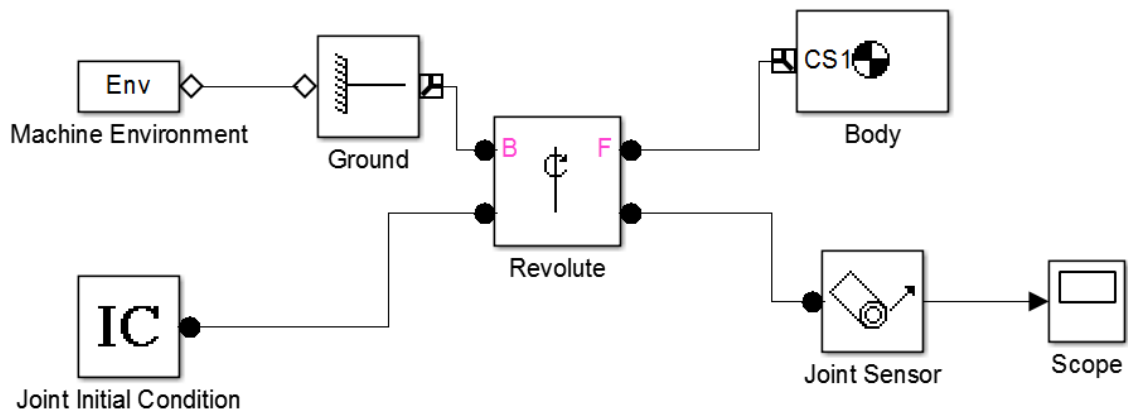 Env
Machine Environment
Ground
CS1
Body
B
F
Revolute
IC
Joint Initial Condition
Joint Sensor
Scope